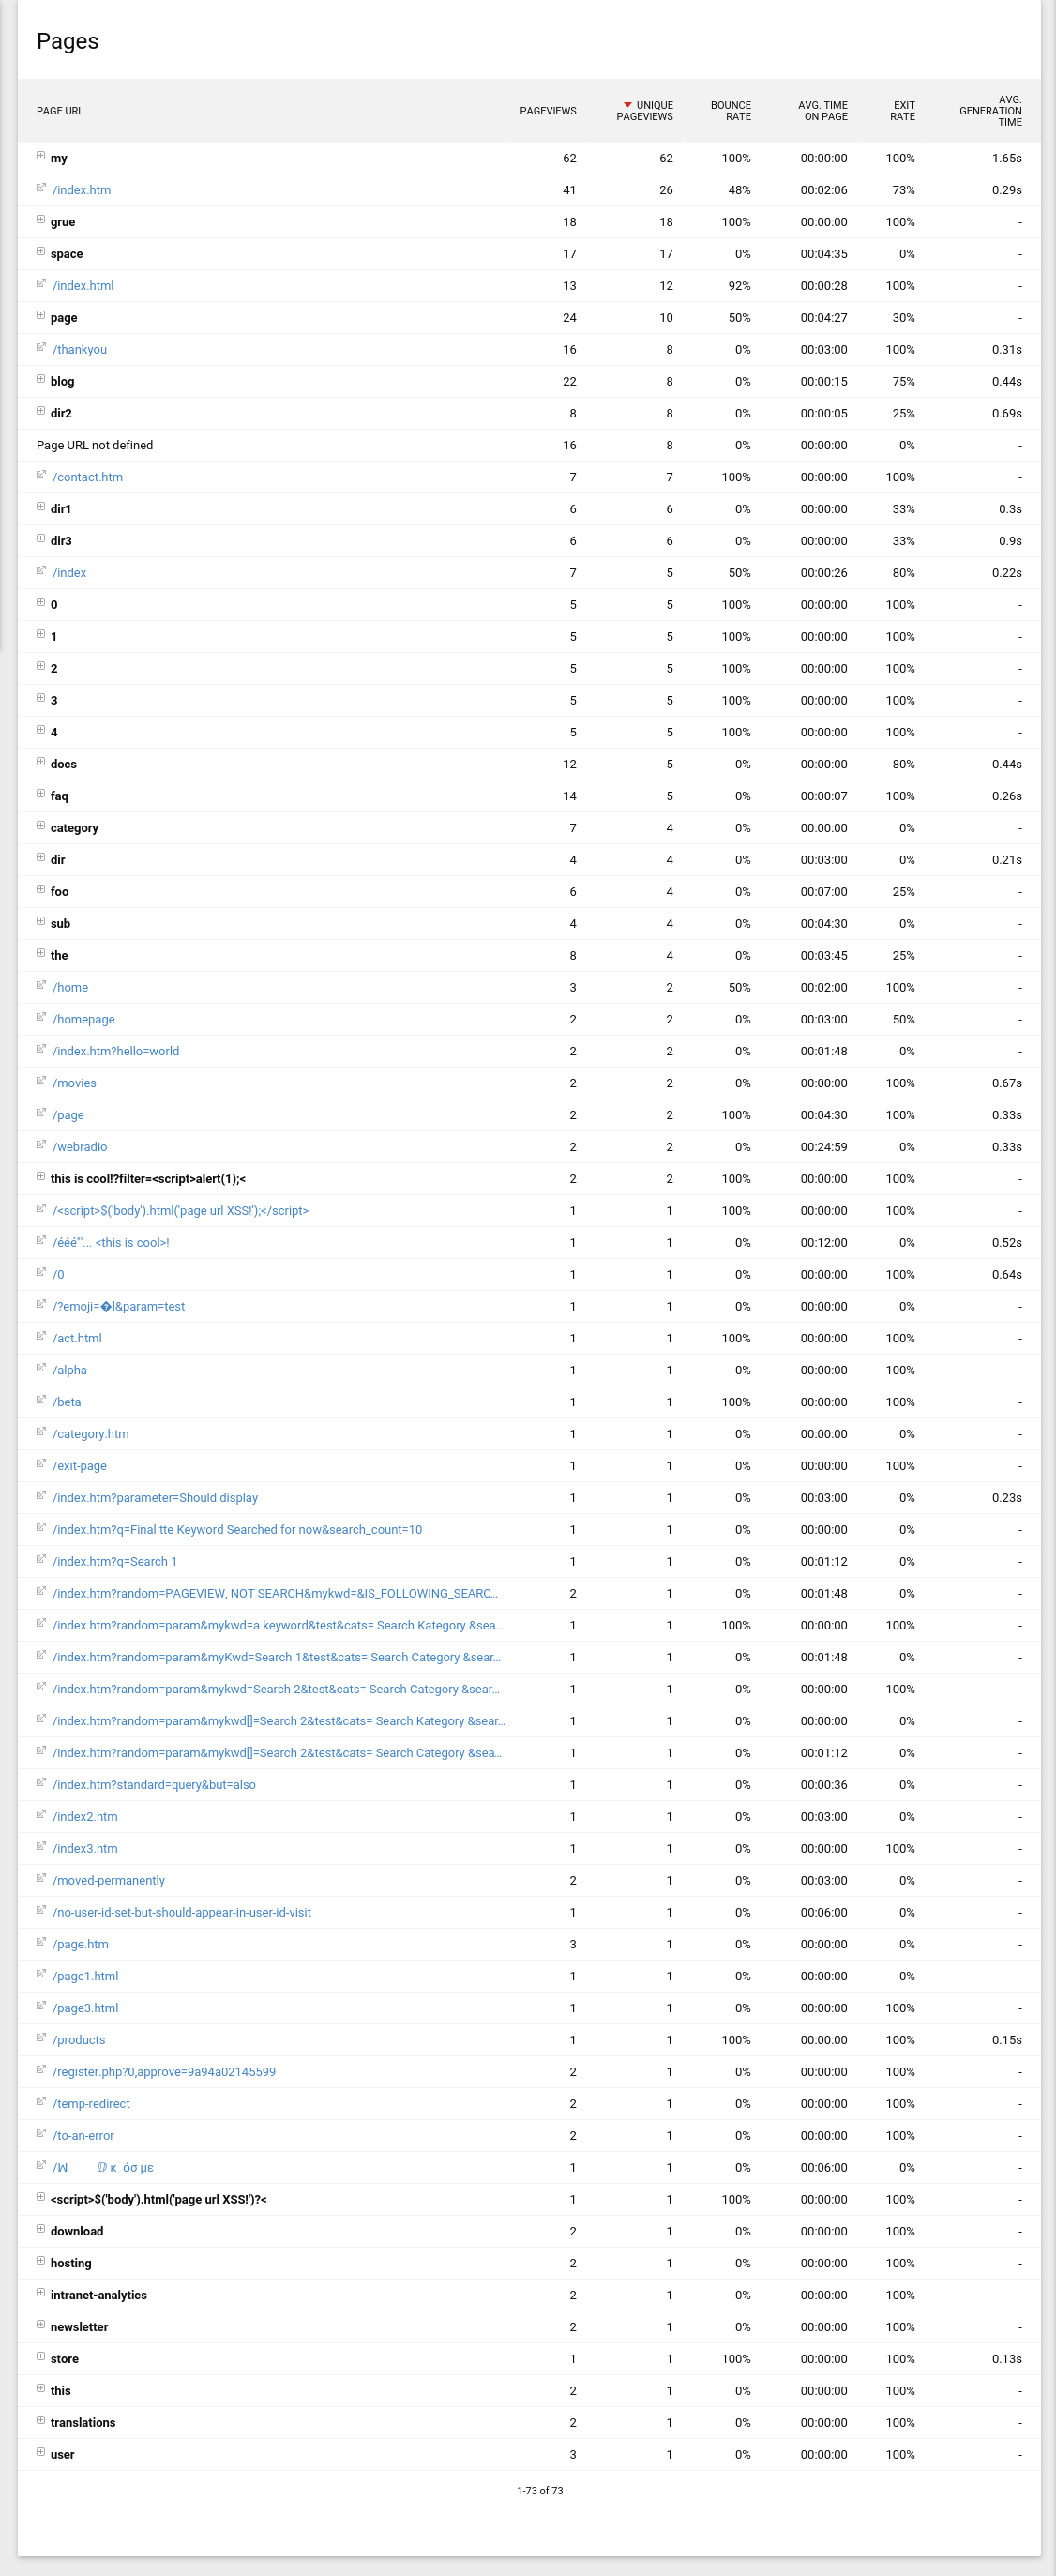 Pages
PAGE URL PAGEVIEWS UNIQUE PAGEVIEWS BOUNCE RATE AVG. TIME ON PAGE EXIT RATE AVG. GENERATION TIME
my 62 62 100% 00:00:00 100% 1.65s
/index.htm 41 26 48% 00:02:06 73% 0.29s
grue 18 18 100% 00:00:00 100% -
space 17 17 0% 00:04:35 0% -
/index.html 13 12 92% 00:00:28 100% -
page 24 10 50% 00:04:27 30% -
/thankyou 16 8 0% 00:03:00 100% 0.31s
blog 22 8 0% 00:00:15 75% 0.44s
dir2 8 8 0% 00:00:05 25% 0.69s
Page URL not defined 16 8 0% 00:00:00 0% -
/contact.htm 7 7 100% 00:00:00 100% -
dir1 6 6 0% 00:00:00 33% 0.3s
dir3 6 6 0% 00:00:00 33% 0.9s
/index 7 5 50% 00:00:26 80% 0.22s
0 5 5 100% 00:00:00 100% -
1 5 5 100% 00:00:00 100% -
2 5 5 100% 00:00:00 100% -
3 5 5 100% 00:00:00 100% -
4 5 5 100% 00:00:00 100% -
docs 12 5 0% 00:00:00 80% 0.44s
faq 14 5 0% 00:00:07 100% 0.26s
category 7 4 0% 00:00:00 0% -
dir 4 4 0% 00:03:00 0% 0.21s
foo 6 4 0% 00:07:00 25% -
sub 4 4 0% 00:04:30 0% -
the 8 4 0% 00:03:45 25% -
/home 3 2 50% 00:02:00 100% -
/homepage 2 2 0% 00:03:00 50% -
/index.htm?hello=world 2 2 0% 00:01:48 0% -
/movies 2 2 0% 00:00:00 100% 0.67s
/page 2 2 100% 00:04:30 100% 0.33s
/webradio 2 2 0% 00:24:59 0% 0.33s
this is cool!?filter=<script>alert(1);< 2 2 100% 00:00:00 100% -
/<script>$('body').html('page url XSS!');</script> 1 1 100% 00:00:00 100% -
/ééé"'... <this is cool>! 1 1 0% 00:12:00 0% 0.52s
/0 1 1 0% 00:00:00 100% 0.64s
/?emoji=�l&param=test 1 1 0% 00:00:00 0% -
/act.html 1 1 100% 00:00:00 100% -
/alpha 1 1 0% 00:00:00 100% -
/beta 1 1 100% 00:00:00 100% -
/category.htm 1 1 0% 00:00:00 0% -
/exit-page 1 1 0% 00:00:00 100% -
/index.htm?parameter=Should display 1 1 0% 00:03:00 0% 0.23s
/index.htm?q=Final tte Keyword Searched for now&search_count=10 1 1 0% 00:00:00 0% -
/index.htm?q=Search 1 1 1 0% 00:01:12 0% -
/index.htm?random=PAGEVIEW, NOT SEARCH&mykwd=&IS_FOLLOWING_SEARC... 2 1 0% 00:01:48 0% -
/index.htm?random=param&mykwd=a keyword&test&cats= Search Kategory &sea... 1 1 100% 00:00:00 100% -
/index.htm?random=param&myKwd=Search 1&test&cats= Search Category &sear... 1 1 0% 00:01:48 0% -
/index.htm?random=param&mykwd=Search 2&test&cats= Search Category &sear... 1 1 0% 00:00:00 100% -
/index.htm?random=param&mykwd[]=Search 2&test&cats= Search Kategory &sear... 1 1 0% 00:00:00 0% -
/index.htm?random=param&mykwd[]=Search 2&test&cats= Search Category &sea... 1 1 0% 00:01:12 0% -
/index.htm?standard=query&but=also 1 1 0% 00:00:36 0% -
/index2.htm 1 1 0% 00:03:00 0% -
/index3.htm 1 1 0% 00:00:00 100% -
/moved-permanently 2 1 0% 00:03:00 0% -
/no-user-id-set-but-should-appear-in-user-id-visit 1 1 0% 00:06:00 0% -
/page.htm 3 1 0% 00:00:00 0% -
/page1.html 1 1 0% 00:00:00 0% -
/page3.html 1 1 0% 00:00:00 100% -
/products 1 1 100% 00:00:00 100% 0.15s
/register.php?0,approve=9a94a02145599 2 1 0% 00:00:00 100% -
/temp-redirect 2 1 0% 00:00:00 100% -
/to-an-error 2 1 0% 00:00:00 100% -
κ όσ με 1 1 0% 00:06:00 0% -
<script>$('body').html('page url XSS!')?< 1 1 100% 00:00:00 100% -
download 2 1 0% 00:00:00 100% -
hosting 2 1 0% 00:00:00 100% -
intranet-analytics 2 1 0% 00:00:00 100% -
newsletter 2 1 0% 00:00:00 100% -
store 1 1 100% 00:00:00 100% 0.13s
this 2 1 0% 00:00:00 100% -
translations 2 1 0% 00:00:00 100% -
user 3 1 0% 00:00:00 100% -
1-73 of 73